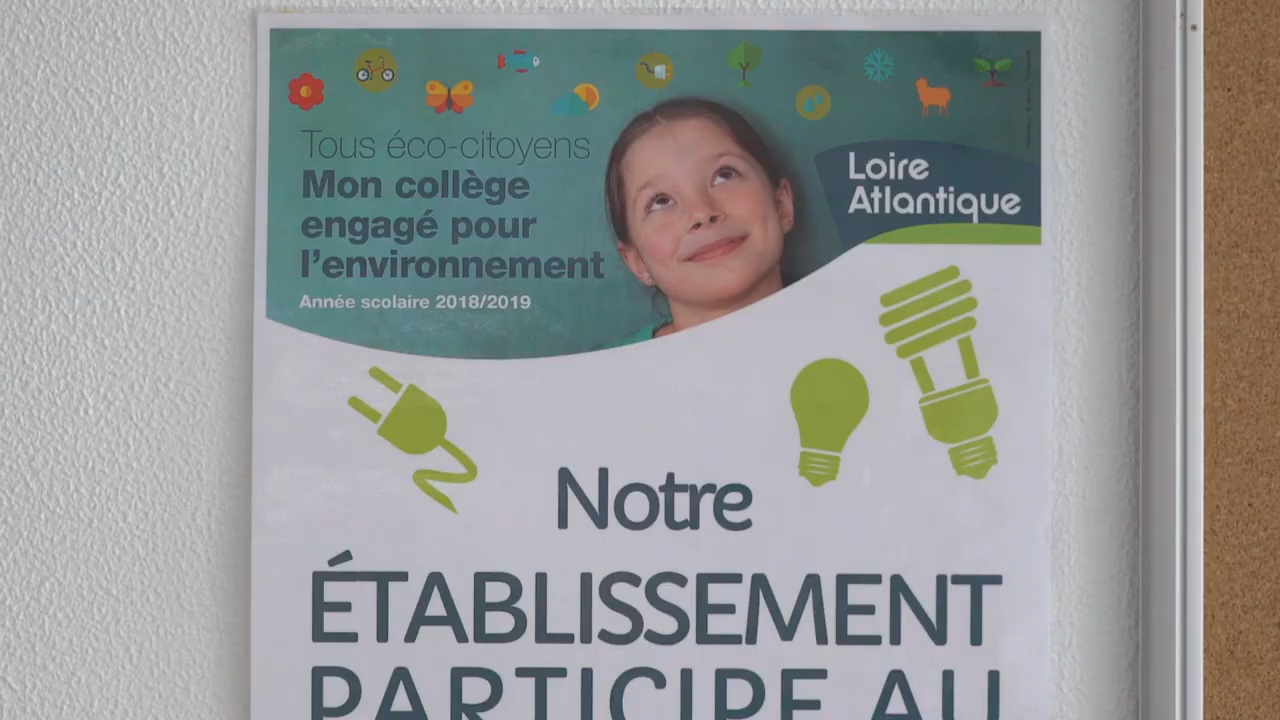 Tous éco-citoyens
Mon collège
engagé pour
l'environnement
Année scolaire 2018/2019
Loire
Atlantique
Notre
ÉTABLISSEMENT
PARTICIPE AU